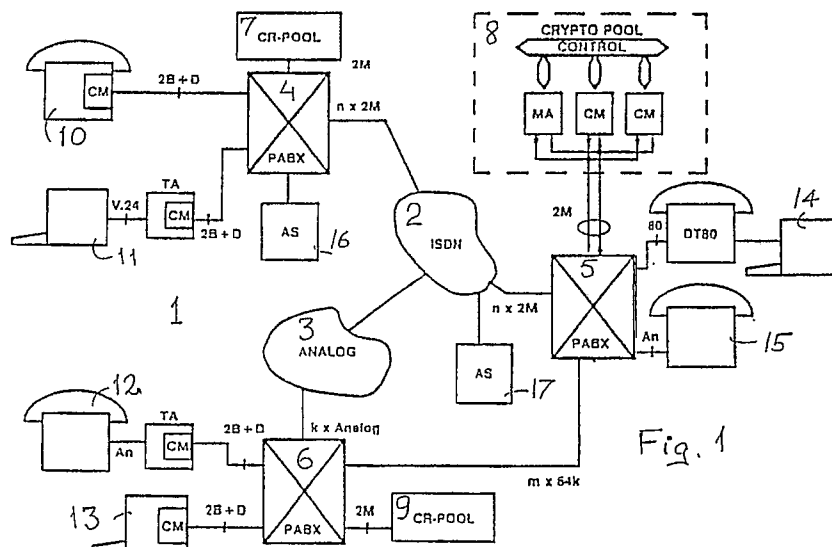 7
CR-POOL
2M
8
CRYPTO POOL
CONTROL
MA
CM
CM
10
CM
2B + D
4
PABX
n x 2M
11
V.24
TA
CM
2B + D
AS
16
2
ISDN
2M
80
DT80
14
1
3
ANALOG
n x 2M
5
PABX
An
15
AS
17
12
An
TA
CM
2B + D
k x Analog
6
PABX
m x 64k
Fig. 1
13
CM
2B + D
2M
9
CR-POOL